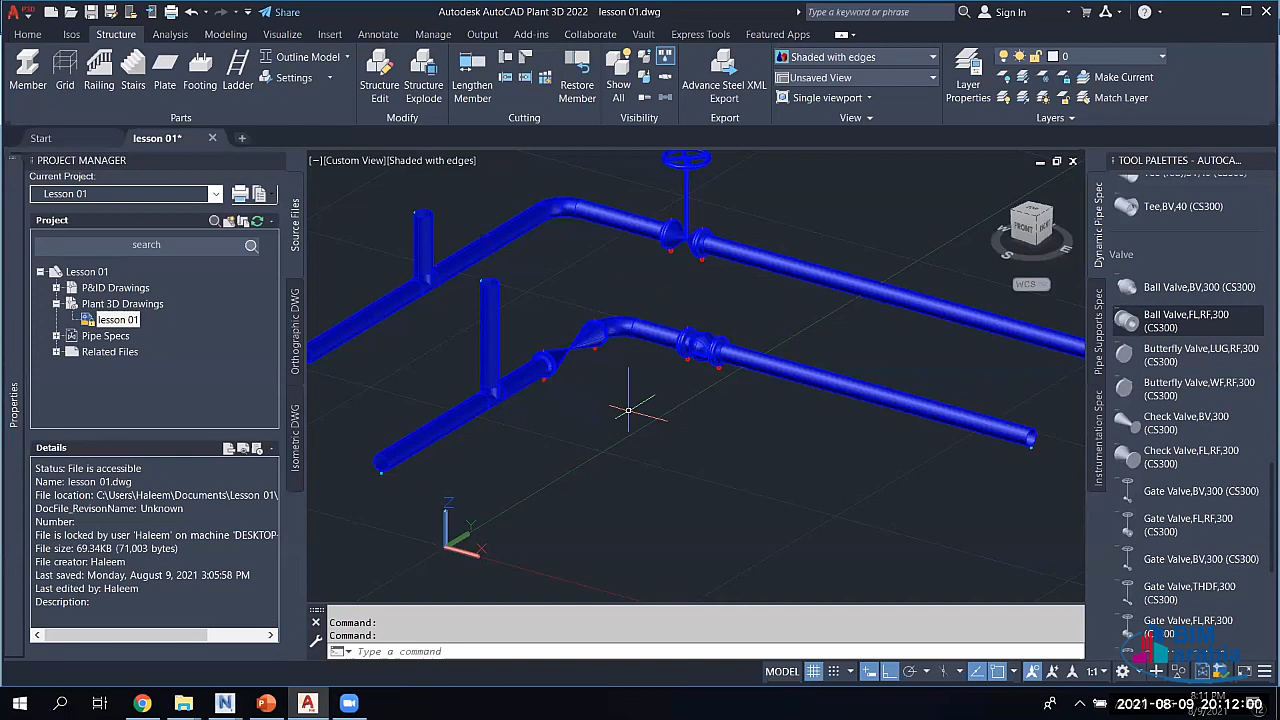 P3D
Share
Autodesk AutoCAD Plant 3D 2022 lesson 01.dwg
Type a keyword or phrase
Sign In
Home Isos Structure Analysis Modeling Visualize Insert Annotate Manage Output Add-ins Collaborate Vault Express Tools Featured Apps
Member Grid Railing Stairs Plate Footing Ladder
Outline Model
Settings
Structure Edit
Structure Explode
Lengthen Member
Restore Member
Show All
Advance Steel XML Export
Shaded with edges
Unsaved View
Single viewport
Layer Properties
0
Make Current
Match Layer
Parts Modify Cutting Visibility Export View Layers
Start
lesson 01*
PROJECT MANAGER
Current Project:
Lesson 01
Project
search
Lesson 01
P&ID Drawings
Plant 3D Drawings
lesson 01
Pipe Specs
Related Files
Details
Status: File is accessible
Name: lesson 01.dwg
File location: C:\Users\Haleem\Documents\Lesson 01\
DocFile_RevisonName: Unknown
Number:
File is locked by user 'Haleem' on machine 'DESKTOP-
File size: 69.34KB (71,003 bytes)
File creator: Haleem
Last saved: Monday, August 9, 2021 3:05:58 PM
Last edited by: Haleem
Description:
Properties
Source Files
Orthographic DWG
Isometric DWG
[−][Custom View][Shaded with edges]
FRONT
S
E
WCS
Z
Y
X
Command:
Command:
Type a command
TOOL PALETTES - AUTOCA...
Dynamic Pipe Spec
Pipe Supports Spec
Instrumentation Spec
Tee,BV,40 (CS300)
Valve
Ball Valve,BV,300 (CS300)
Ball Valve,FL,RF,300
(CS300)
Butterfly Valve,LUG,RF,300
(CS300)
Butterfly Valve,WF,RF,300
(CS300)
Check Valve,BV,300
(CS300)
Check Valve,FL,RF,300
(CS300)
Gate Valve,BV,300 (CS300)
Gate Valve,FL,RF,300
(CS300)
Gate Valve,BV,300 (CS300)
Gate Valve,THDF,300
(CS300)
Gate Valve,FL,RF,300
BIM
arabia
MODEL
1:1
2021-08-09 20:12:00